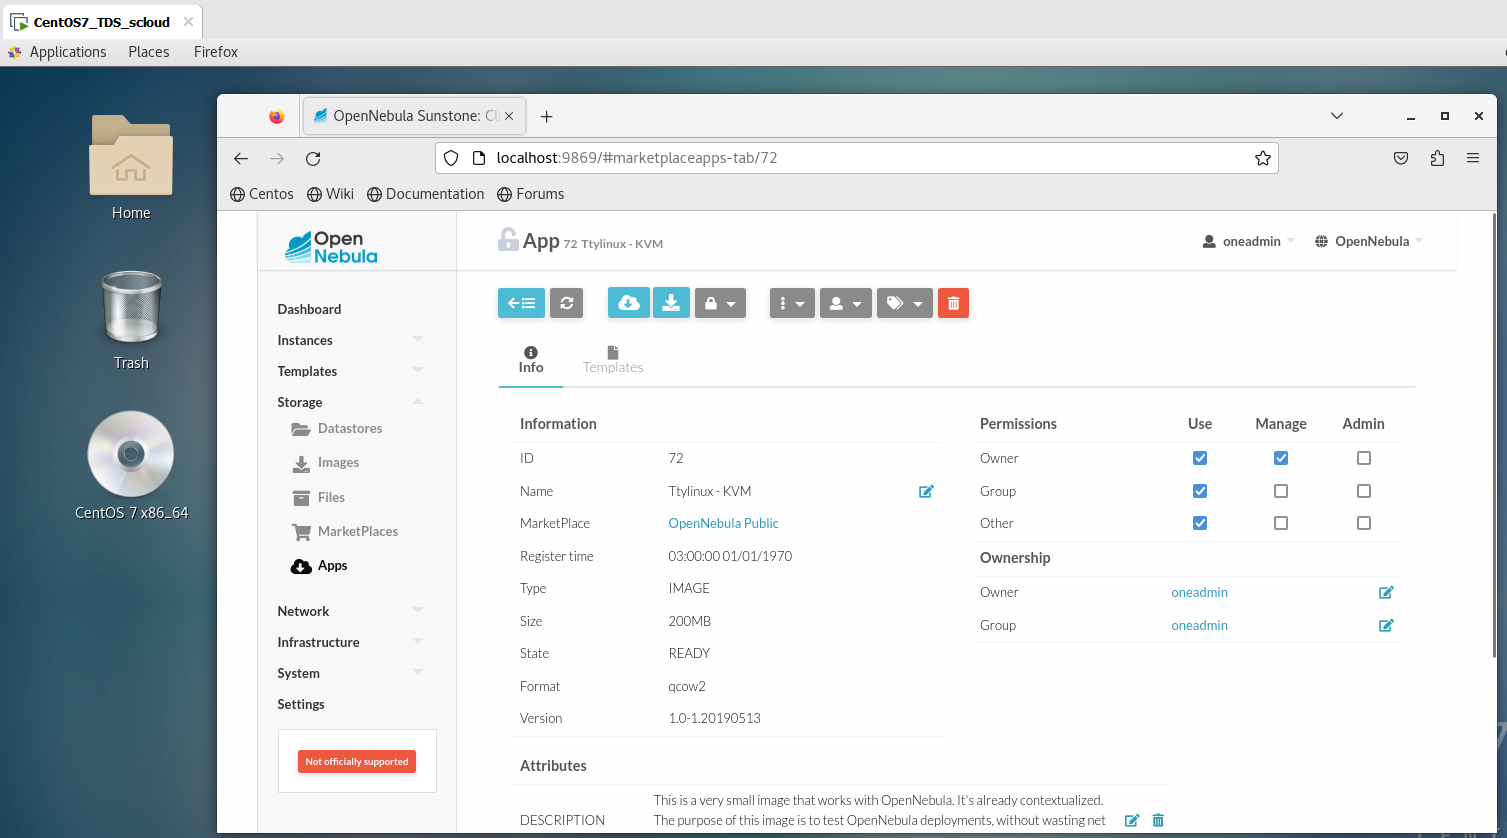 CentOS7_TDS_scloud
Applications Places Firefox
OpenNebula Sunstone: Cl
localhost:9869/#marketplaceapps-tab/72
Centos Wiki Documentation Forums
Home
Trash
CentOS 7 x86_64
Open
Nebula
App 72 Ttylinux - KVM
oneadmin OpenNebula
Dashboard
Instances
Templates
Storage
Datastores
Images
Files
MarketPlaces
Apps
Network
Infrastructure
System
Settings
Not officially supported
Info Templates
Information
ID 72
Name Ttylinux - KVM
MarketPlace OpenNebula Public
Register time 03:00:00 01/01/1970
Type IMAGE
Size 200MB
State READY
Format qcow2
Version 1.0-1.20190513
Permissions Use Manage Admin
Owner
Group
Other
Ownership
Owner oneadmin
Group oneadmin
Attributes
DESCRIPTION
This is a very small image that works with OpenNebula. It's already contextualized.
The purpose of this image is to test OpenNebula deployments, without wasting net
7